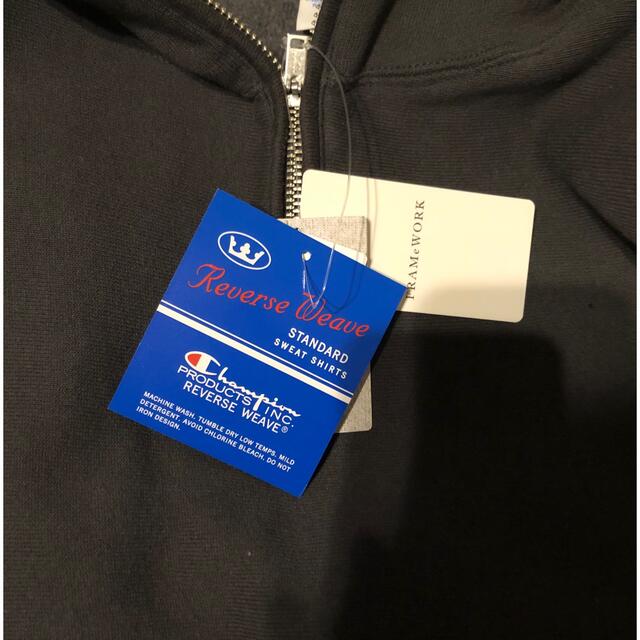 Reverse Weave
STANDARD
SWEAT SHIRTS
Champion
PRODUCTS INC.
REVERSE WEAVE®
MACHINE WASH. TUMBLE DRY LOW TEMPS. MILD
DETERGENT. AVOID CHLORINE BLEACH. DO NOT
IRON DESIGN.
FRAMeWORK